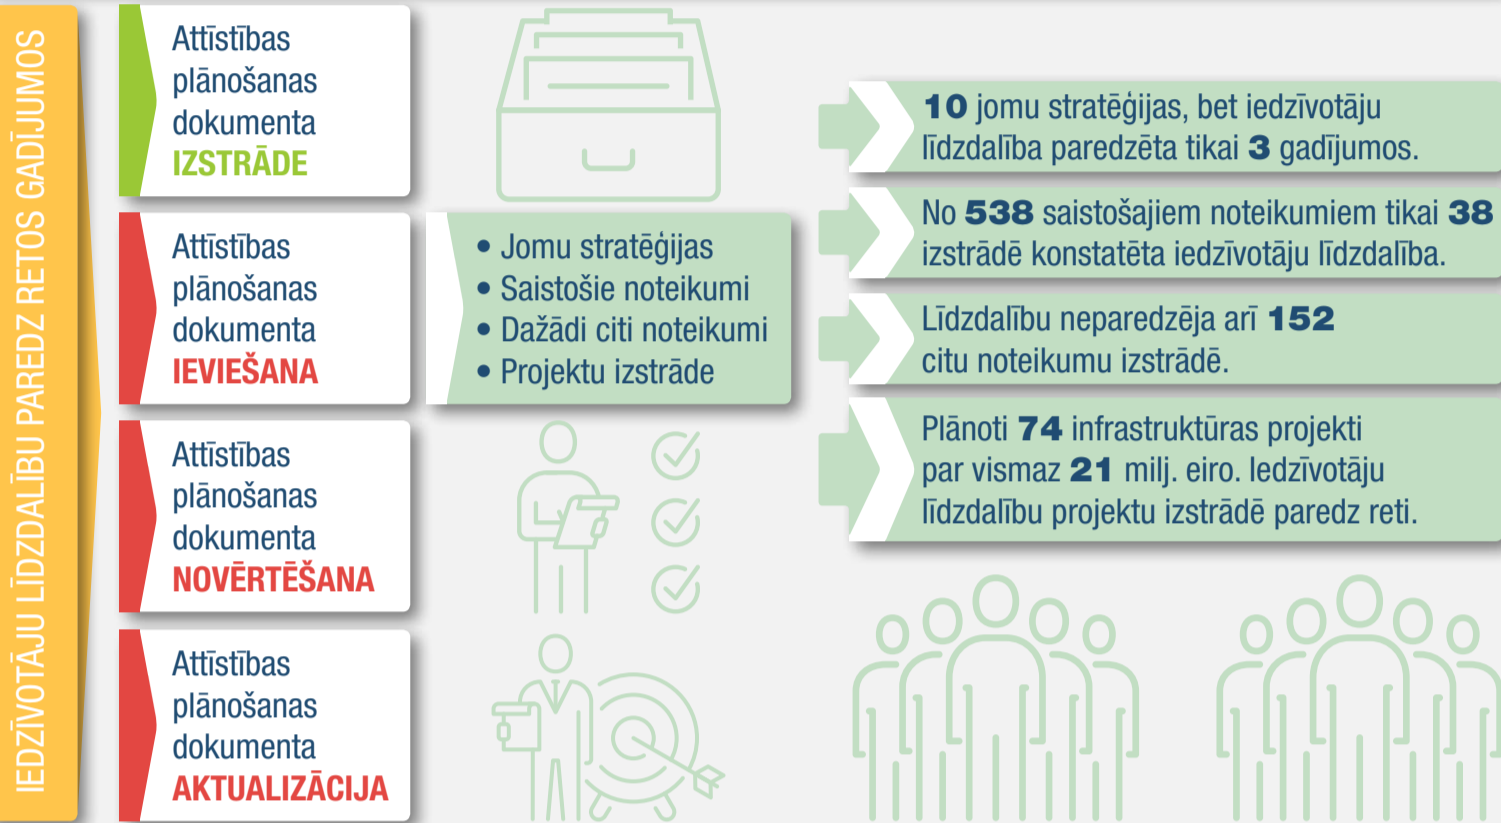 IEDZĪVOTĀJU LĪDZDALĪBU PAREDZ RETOS GADĪJUMOS
Attīstības
plānošanas
dokumenta
IZSTRĀDE
Attīstības
plānošanas
dokumenta
IEVIEŠANA
Attīstības
plānošanas
dokumenta
NOVĒRTĒŠANA
Attīstības
plānošanas
dokumenta
AKTUALIZĀCIJA
• Jomu stratēģijas
• Saistošie noteikumi
• Dažādi citi noteikumi
• Projektu izstrāde
10 jomu stratēģijas, bet iedzīvotāju
līdzdalība paredzēta tikai 3 gadījumos.
No 538 saistošajiem noteikumiem tikai 38
izstrādē konstatēta iedzīvotāju līdzdalība.
Līdzdalību neparedzēja arī 152
citu noteikumu izstrādē.
Plānoti 74 infrastruktūras projekti
par vismaz 21 milj. eiro. Iedzīvotāju
līdzdalību projektu izstrādē paredz reti.